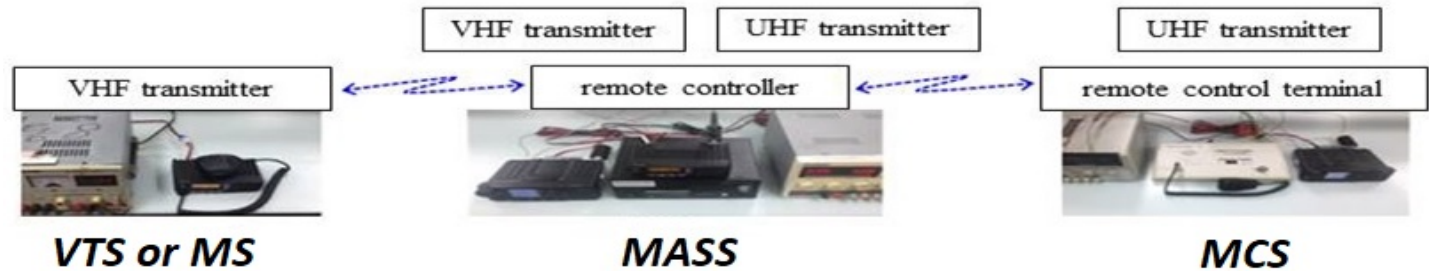 VHF transmitter
UHF transmitter
UHF transmitter
VHF transmitter
remote controller
remote control terminal
VTS or MS
MASS
MCS